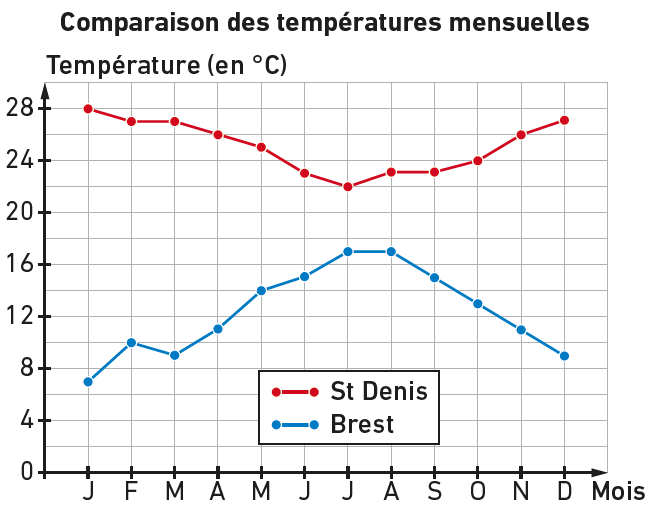 Comparaison des températures mensuelles
Température (en °C)
28
24
20
16
12
8
4
0
St Denis
Brest
J F M A M J J A S O N D Mois